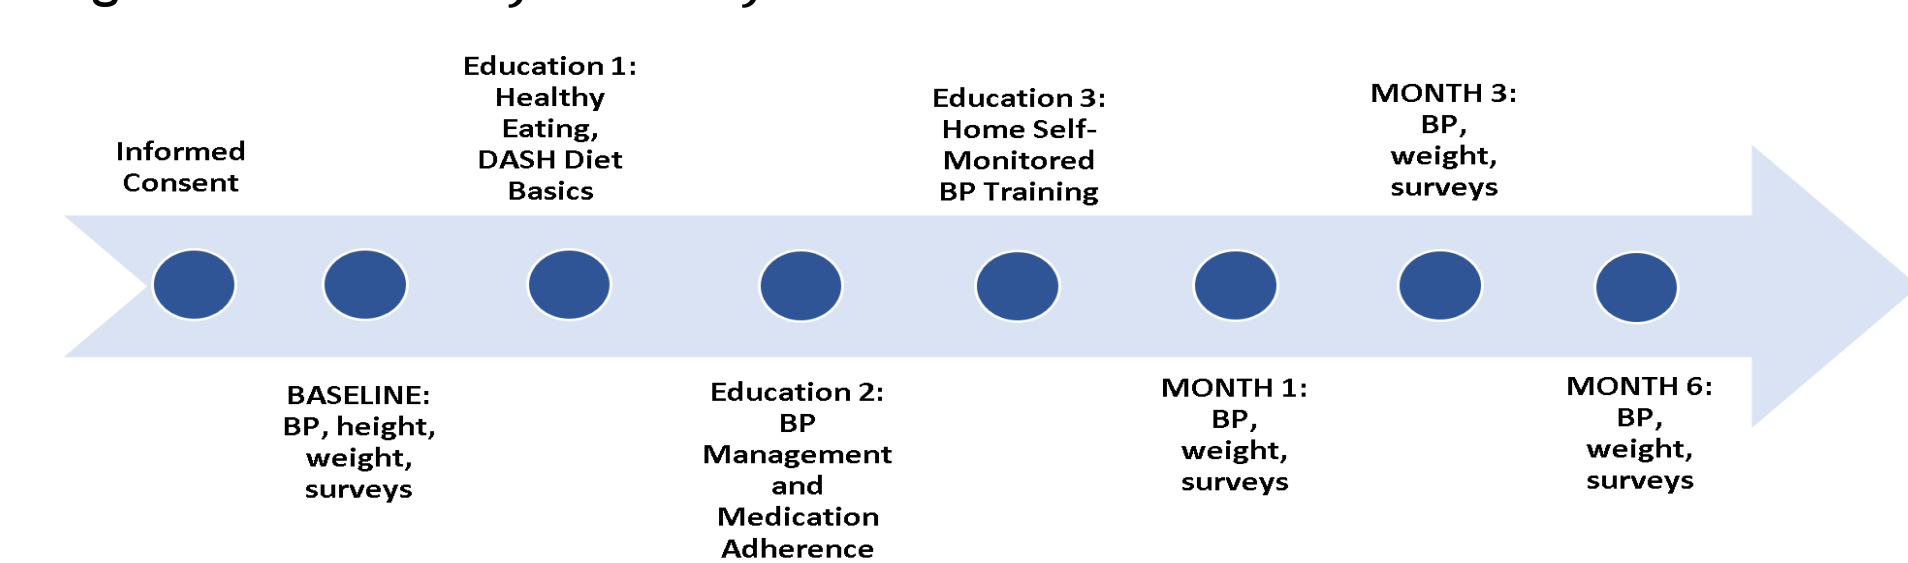 Informed
Consent
BASELINE:
BP, height,
weight,
surveys
Education 1:
Healthy
Eating,
DASH Diet
Basics
Education 2:
BP
Management
and
Medication
Adherence
Education 3:
Home Self-
Monitored
BP Training
MONTH 1:
BP,
weight,
surveys
MONTH 3:
BP,
weight,
surveys
MONTH 6:
BP,
weight,
surveys